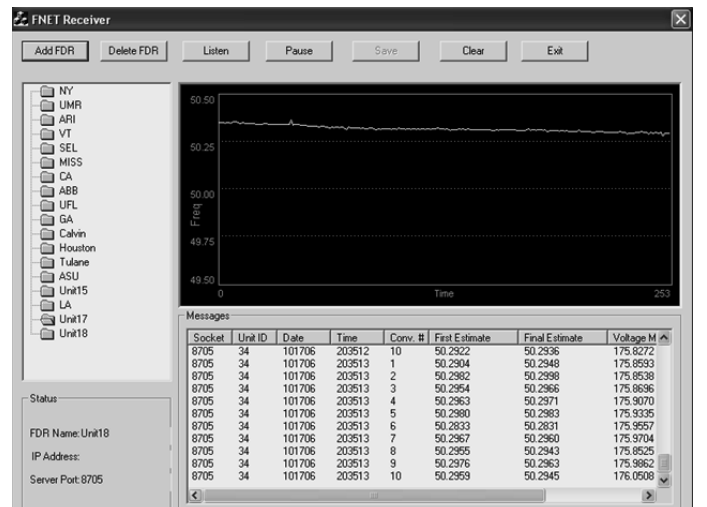 FNET Receiver
Add FDR Delete FDR Listen Pause Save Clear Exit
NY
UMR
ARI
VT
SEL
MISS
CA
ABB
UFL
GA
Calvin
Houston
Tulane
ASU
Unit15
LA
Unit17
Unit18
Status
FDR Name: Unit18
IP Address:
Server Port: 8705
50.50
50.25
50.00
Freq
49.75
49.50
0 Time 253
Messages
Socket Unit ID Date Time Conv. # First Estimate Final Estimate Voltage M
8705 34 101706 203512 10 50.2922 50.2936 175.8272
8705 34 101706 203513 1 50.2904 50.2948 175.8593
8705 34 101706 203513 2 50.2982 50.2998 175.8538
8705 34 101706 203513 3 50.2954 50.2966 175.8696
8705 34 101706 203513 4 50.2963 50.2971 175.9070
8705 34 101706 203513 5 50.2980 50.2983 175.9335
8705 34 101706 203513 6 50.2833 50.2831 175.9557
8705 34 101706 203513 7 50.2967 50.2960 175.9704
8705 34 101706 203513 8 50.2955 50.2943 175.8525
8705 34 101706 203513 9 50.2976 50.2963 175.9862
8705 34 101706 203513 10 50.2959 50.2945 176.0508